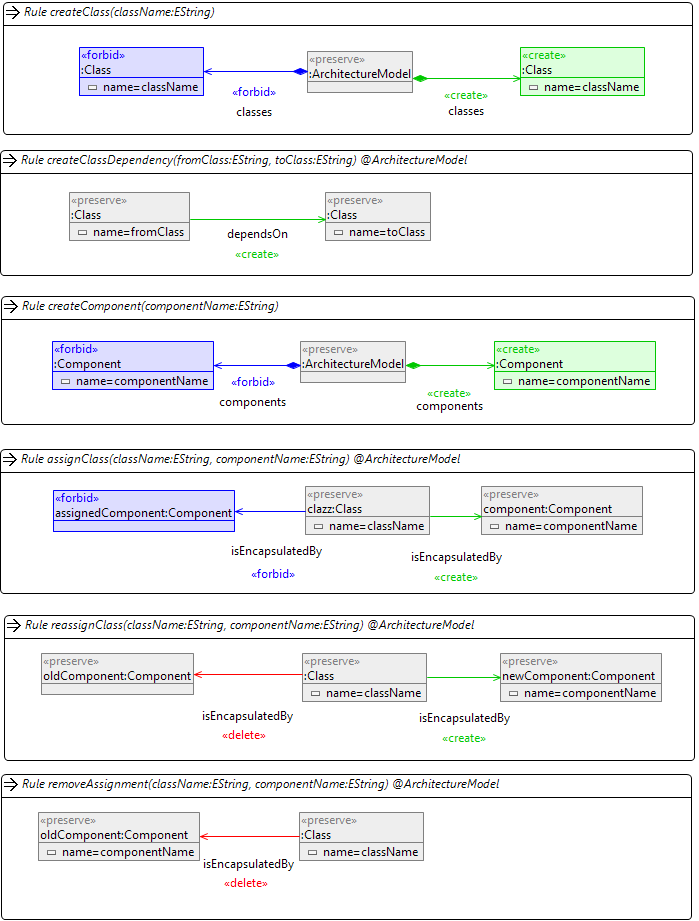 Rule createClass(className:EString)
«forbid»
:Class
name=className
«forbid»
classes
«preserve»
:ArchitectureModel
«create»
classes
«create»
:Class
name=className
Rule createClassDependency(fromClass:EString, toClass:EString) @ArchitectureModel
«preserve»
:Class
name=fromClass
dependsOn
«create»
«preserve»
:Class
name=toClass
Rule createComponent(componentName:EString)
«forbid»
:Component
name=componentName
«forbid»
components
«preserve»
:ArchitectureModel
«create»
components
«create»
:Component
name=componentName
Rule assignClass(className:EString, componentName:EString) @ArchitectureModel
«forbid»
assignedComponent:Component
isEncapsulatedBy
«forbid»
«preserve»
clazz:Class
name=className
isEncapsulatedBy
«create»
«preserve»
component:Component
name=componentName
Rule reassignClass(className:EString, componentName:EString) @ArchitectureModel
«preserve»
oldComponent:Component
isEncapsulatedBy
«delete»
«preserve»
:Class
name=className
isEncapsulatedBy
«create»
«preserve»
newComponent:Component
name=componentName
Rule removeAssignment(className:EString, componentName:EString) @ArchitectureModel
«preserve»
oldComponent:Component
name=componentName
isEncapsulatedBy
«delete»
«preserve»
:Class
name=className